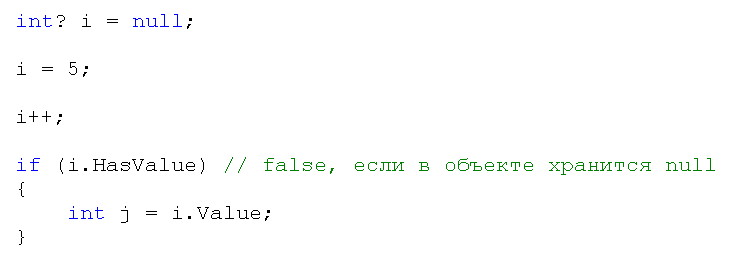 int? i = null;
i = 5;
i++;
if (i.HasValue) // false, если в объекте хранится null
{
    int j = i.Value;
}